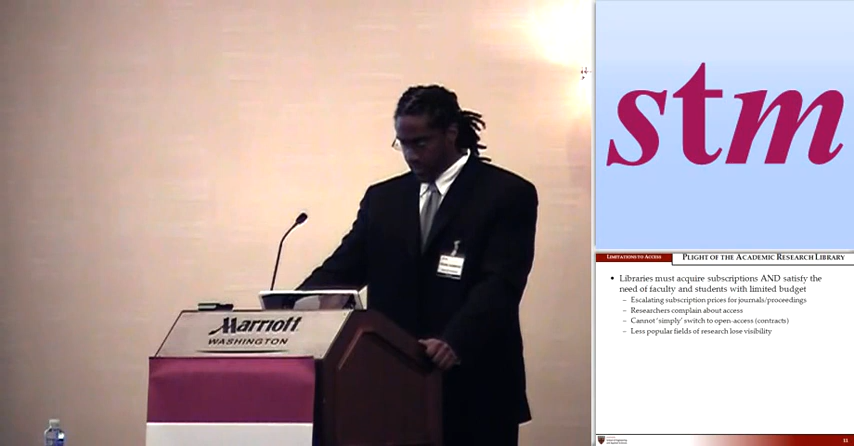 stm
Marriott
WASHINGTON
LIMITATIONS TO ACCESS
PLIGHT OF THE ACADEMIC RESEARCH LIBRARY
• Libraries must acquire subscriptions AND satisfy the
need of faculty and students with limited budget
– Escalating subscription prices for journals/proceedings
– Researchers complain about access
– Cannot 'simply' switch to open-access (contracts)
– Less popular fields of research lose visibility
11